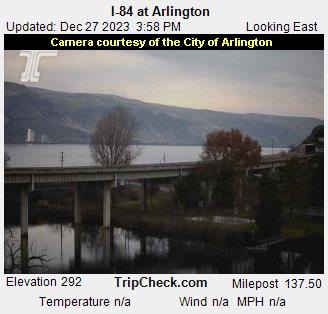 I-84 at Arlington
Updated: Dec 27 2023 3:58 PM Looking East
Camera courtesy of the City of Arlington
Elevation 292 TripCheck.com Milepost 137.50
Temperature n/a Wind n/a MPH n/a